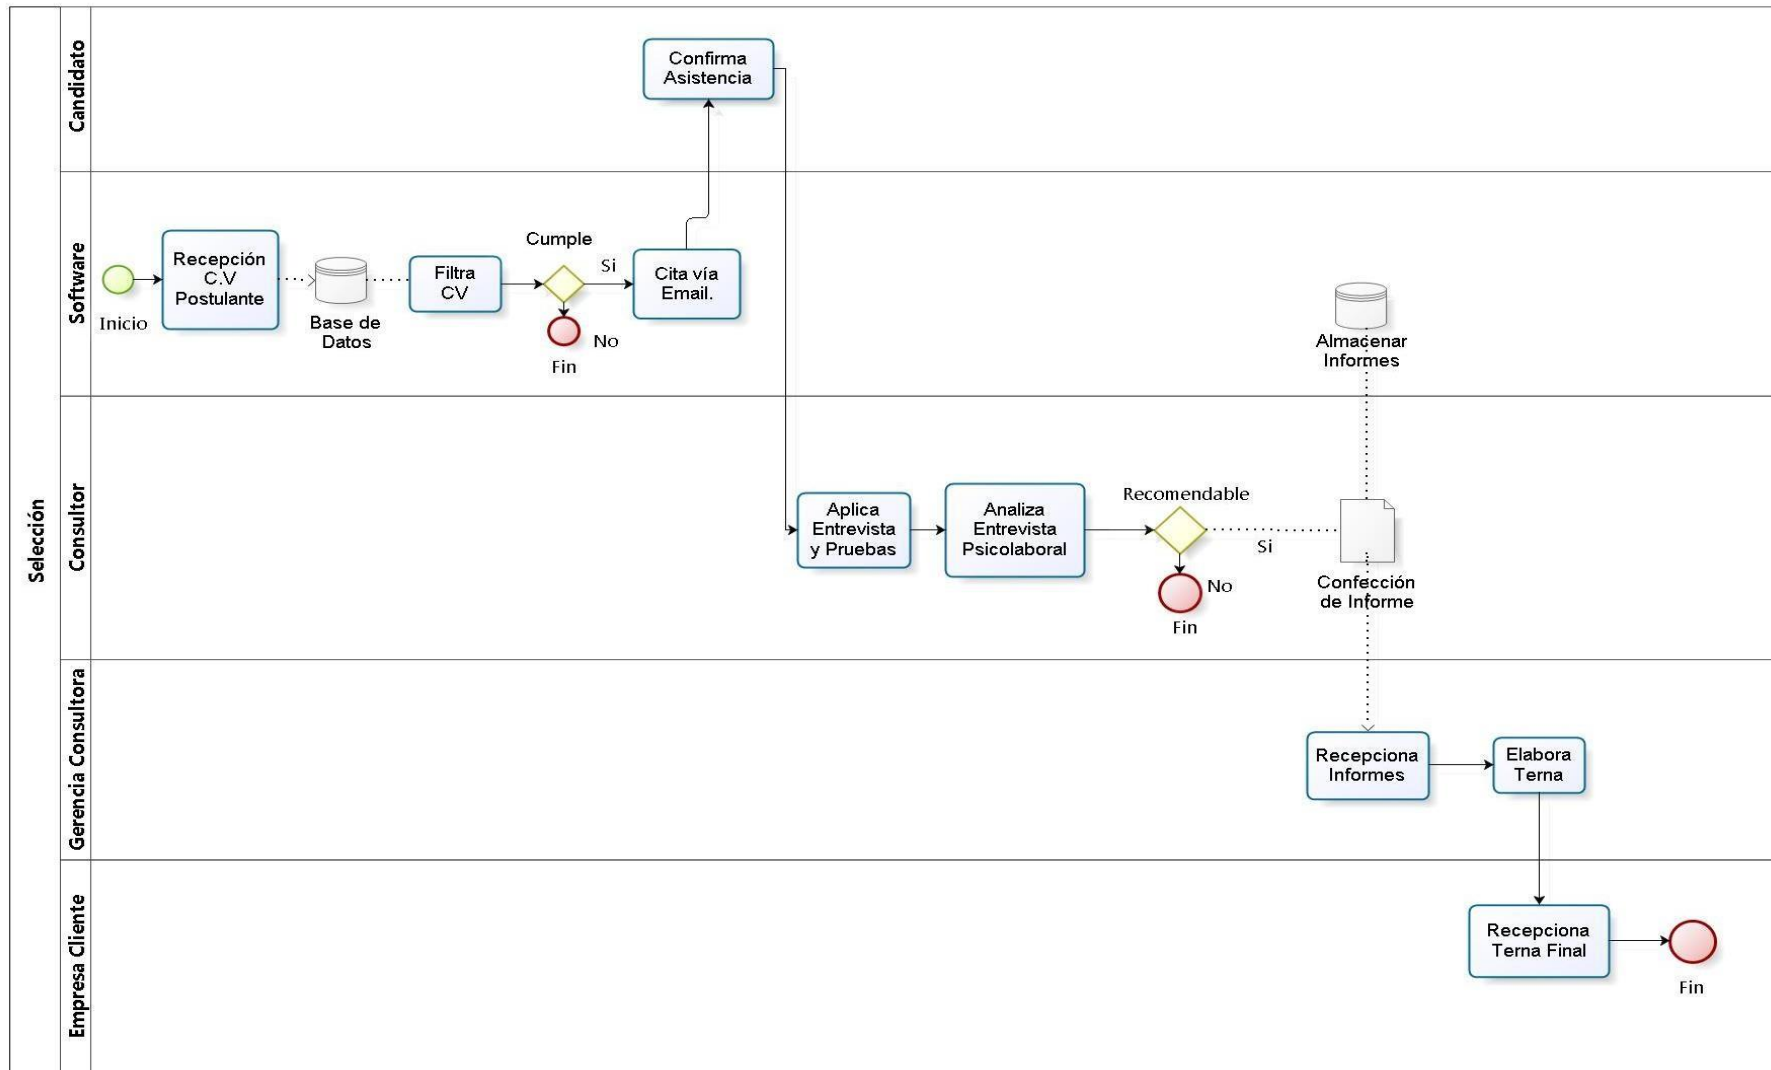 Selección
Candidato
Confirma
Asistencia
Software
Inicio
Recepción
C.V
Postulante
Base de
Datos
Filtra
CV
Cumple
Si
No
Fin
Cita vía
Email.
Almacenar
Informes
Consultor
Aplica
Entrevista
y Pruebas
Analiza
Entrevista
Psicolaboral
Recomendable
Si
No
Fin
Confección
de Informe
Gerencia Consultora
Recepciona
Informes
Elabora
Terna
Empresa Cliente
Recepciona
Terna Final
Fin